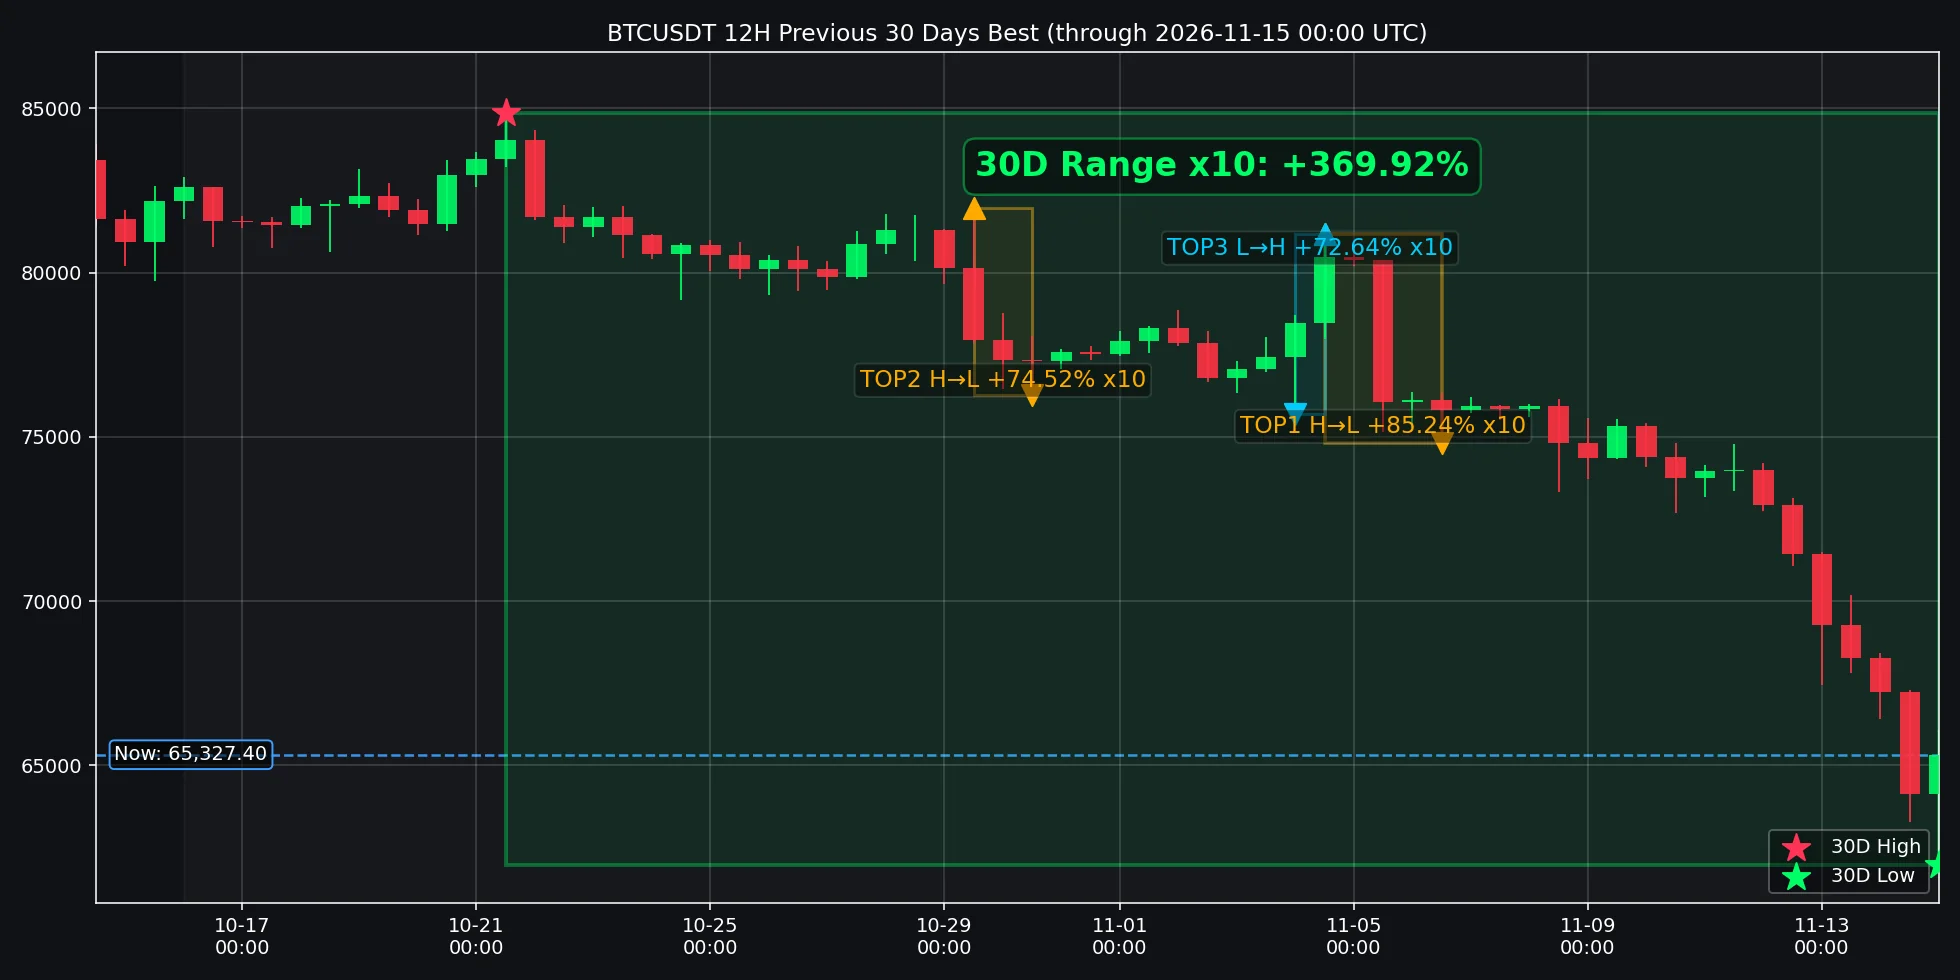 BTCUSDT 12H Previous 30 Days Best (through 2026-11-15 00:00 UTC)
85000
80000
75000
70000
65000
30D Range x10: +369.92%
TOP3 L→H +72.64% x10
TOP2 H→L +74.52% x10
TOP1 H→L +85.24% x10
Now: 65,327.40
30D High
30D Low
10-17
00:00
10-21
00:00
10-25
00:00
10-29
00:00
11-01
00:00
11-05
00:00
11-09
00:00
11-13
00:00